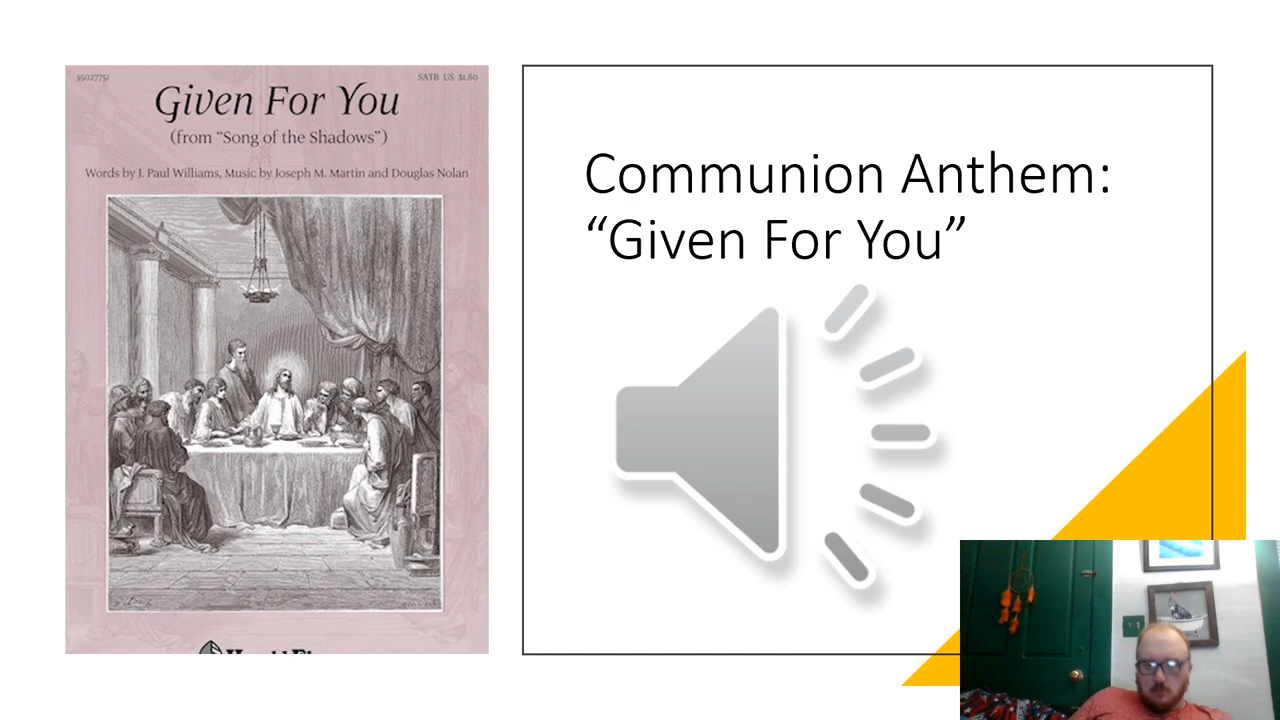 35027751 SATB US $1.80
Given For You
(from “Song of the Shadows”)
Words by J. Paul Williams, Music by Joseph M. Martin and Douglas Nolan
Communion Anthem:
“Given For You”